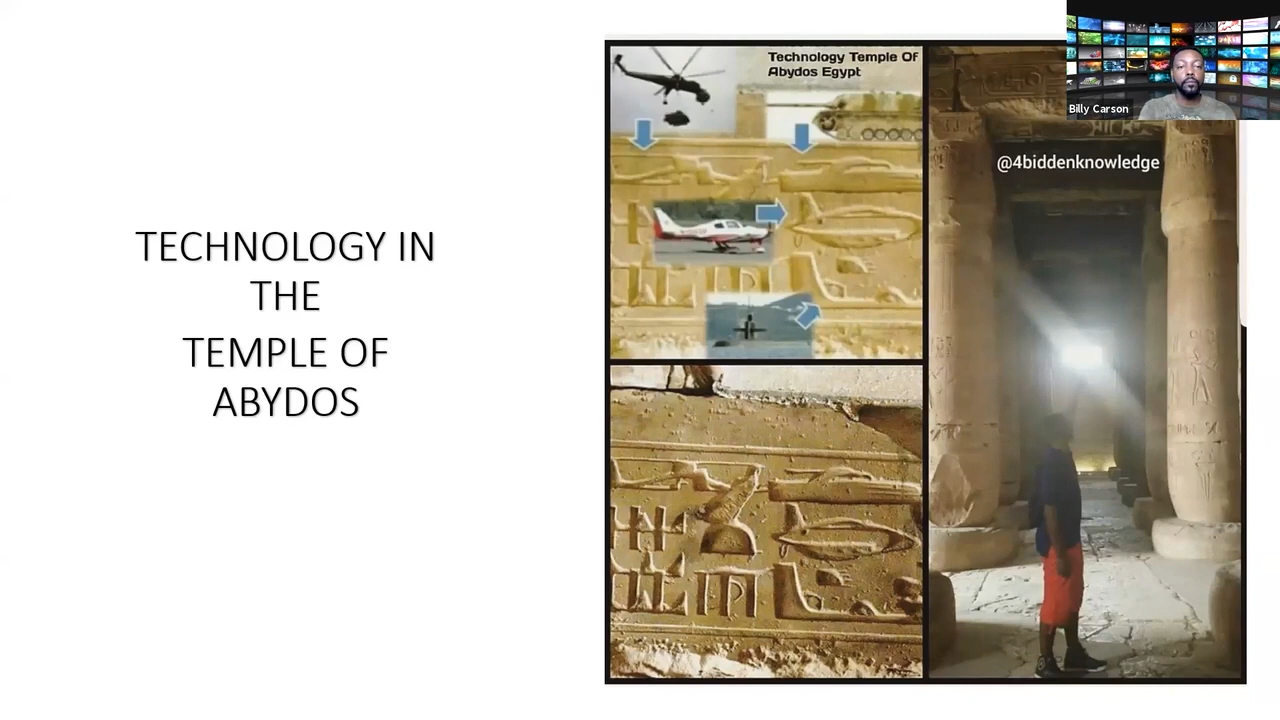 TECHNOLOGY IN
THE
TEMPLE OF
ABYDOS
Technology Temple Of
Abydos Egypt
@4biddenknowledge
Billy Carson